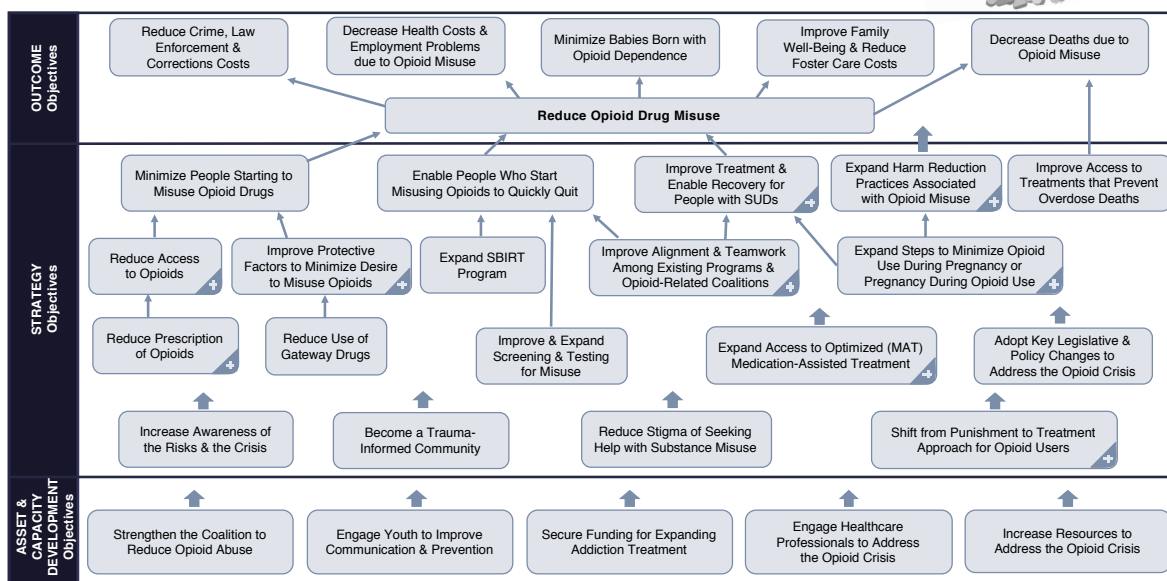 OUTCOME
Objectives
Reduce Crime, Law
Enforcement &
Corrections Costs
Decrease Health Costs &
Employment Problems
due to Opioid Misuse
Minimize Babies Born with
Opioid Dependence
Improve Family
Well-Being & Reduce
Foster Care Costs
Decrease Deaths due to
Opioid Misuse
Reduce Opioid Drug Misuse
STRATEGY
Objectives
Minimize People Starting to
Misuse Opioid Drugs
Enable People Who Start
Misusing Opioids to Quickly Quit
Improve Treatment &
Enable Recovery for
People with SUDs
Expand Harm Reduction
Practices Associated
with Opioid Misuse
Improve Access to
Treatments that Prevent
Overdose Deaths
Reduce Access
to Opioids
Improve Protective
Factors to Minimize Desire
to Misuse Opioids
Expand SBIRT
Program
Improve Alignment & Teamwork
Among Existing Programs &
Opioid-Related Coalitions
Expand Steps to Minimize Opioid
Use During Pregnancy or
Pregnancy During Opioid Use
Reduce Prescription
of Opioids
Reduce Use of
Gateway Drugs
Improve & Expand
Screening & Testing
for Misuse
Expand Access to Optimized (MAT)
Medication-Assisted Treatment
Adopt Key Legislative &
Policy Changes to
Address the Opioid Crisis
Increase Awareness of
the Risks & the Crisis
Become a Trauma-
Informed Community
Reduce Stigma of Seeking
Help with Substance Misuse
Shift from Punishment to Treatment
Approach for Opioid Users
ASSET &
CAPACITY
DEVELOPMENT
Objectives
Strengthen the Coalition to
Reduce Opioid Abuse
Engage Youth to Improve
Communication & Prevention
Secure Funding for Expanding
Addiction Treatment
Engage Healthcare
Professionals to Address
the Opioid Crisis
Increase Resources to
Address the Opioid Crisis